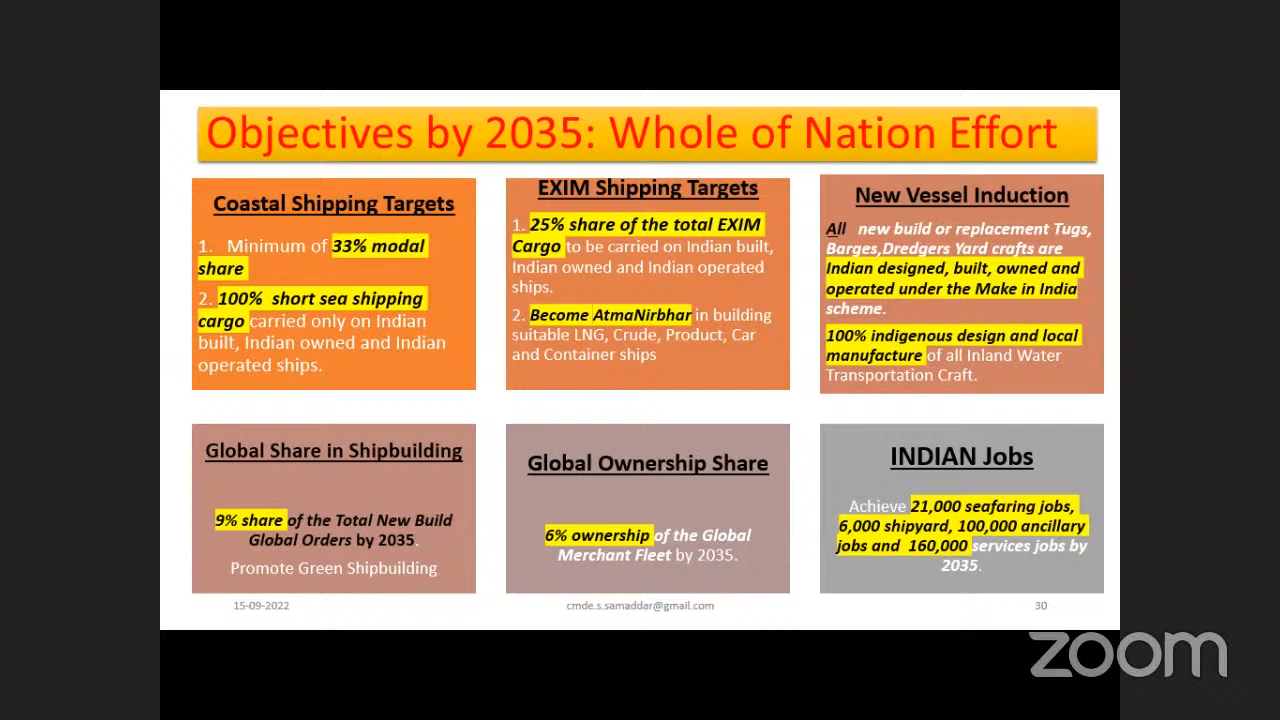 Objectives by 2035: Whole of Nation Effort
Coastal Shipping Targets
1. Minimum of 33% modal
share
2. 100% short sea shipping
cargo carried only on Indian
built, Indian owned and Indian
operated ships.
EXIM Shipping Targets
1. 25% share of the total EXIM
Cargo to be carried on Indian built,
Indian owned and Indian operated
ships.
2. Become AtmaNirbhar in building
suitable LNG, Crude, Product, Car
and Container ships
New Vessel Induction
All new build or replacement Tugs,
Barges,Dredgers Yard crafts are
Indian designed, built, owned and
operated under the Make in India
scheme.
100% indigenous design and local
manufacture of all Inland Water
Transportation Craft.
Global Share in Shipbuilding
9% share of the Total New Build
Global Orders by 2035.
Promote Green Shipbuilding
Global Ownership Share
6% ownership of the Global
Merchant Fleet by 2035.
INDIAN Jobs
Achieve 21,000 seafaring jobs,
6,000 shipyard, 100,000 ancillary
jobs and 160,000 services jobs by
2035.
15-09-2022
cmde.s.samaddar@gmail.com
30
zoom